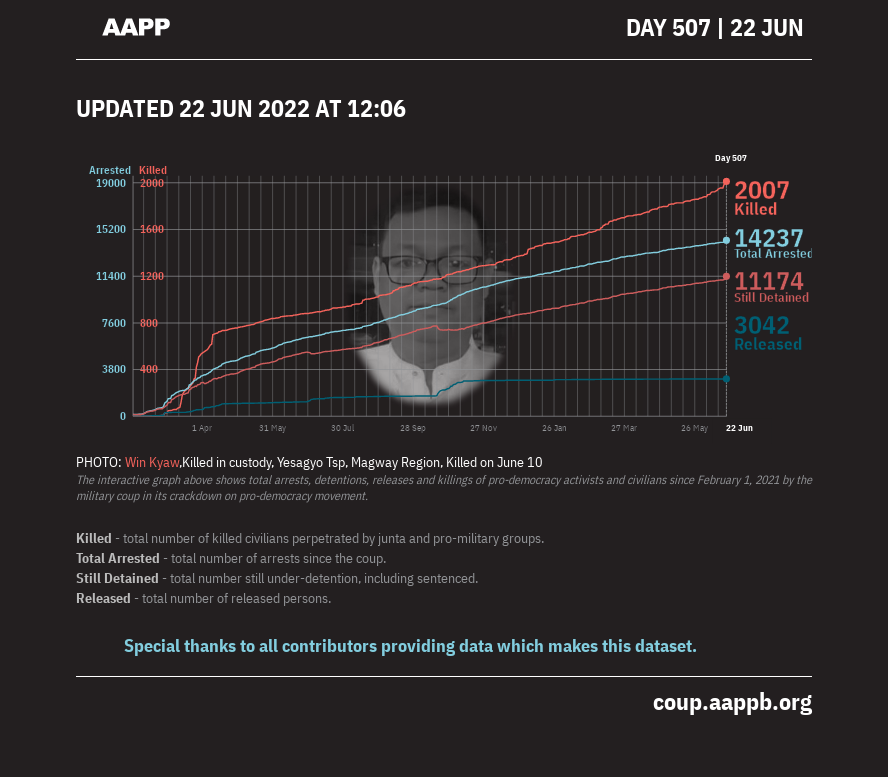 AAPP
DAY 507 | 22 JUN
UPDATED 22 JUN 2022 AT 12:06
Day 507
Arrested Killed
19000 2000
15200 1600
11400 1200
7600 800
3800 400
0
2007
Killed
14237
Total Arrested
11174
Still Detained
3042
Released
1 Apr 31 May 30 Jul 28 Sep 27 Nov 26 Jan 27 Mar 26 May 22 Jun
PHOTO: Win Kyaw,Killed in custody, Yesagyo Tsp, Magway Region, Killed on June 10
The interactive graph above shows total arrests, detentions, releases and killings of pro-democracy activists and civilians since February 1, 2021 by the
military coup in its crackdown on pro-democracy movement.
Killed - total number of killed civilians perpetrated by junta and pro-military groups.
Total Arrested - total number of arrests since the coup.
Still Detained - total number still under-detention, including sentenced.
Released - total number of released persons.
Special thanks to all contributors providing data which makes this dataset.
coup.aappb.org